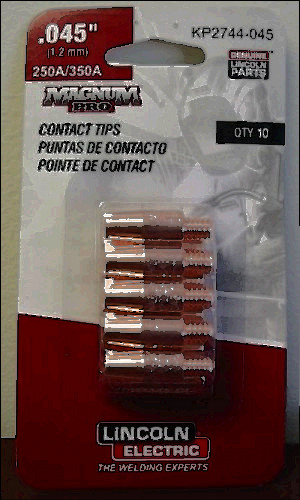 .045"
(1.2 mm)
250A/350A
KP2744-045
GENUINE
LINCOLN
PARTS
MAGNUM
PRO
CONTACT TIPS
PUNTAS DE CONTACTO
POINTE DE CONTACT
QTY 10
LINCOLN
ELECTRIC
THE WELDING EXPERTS